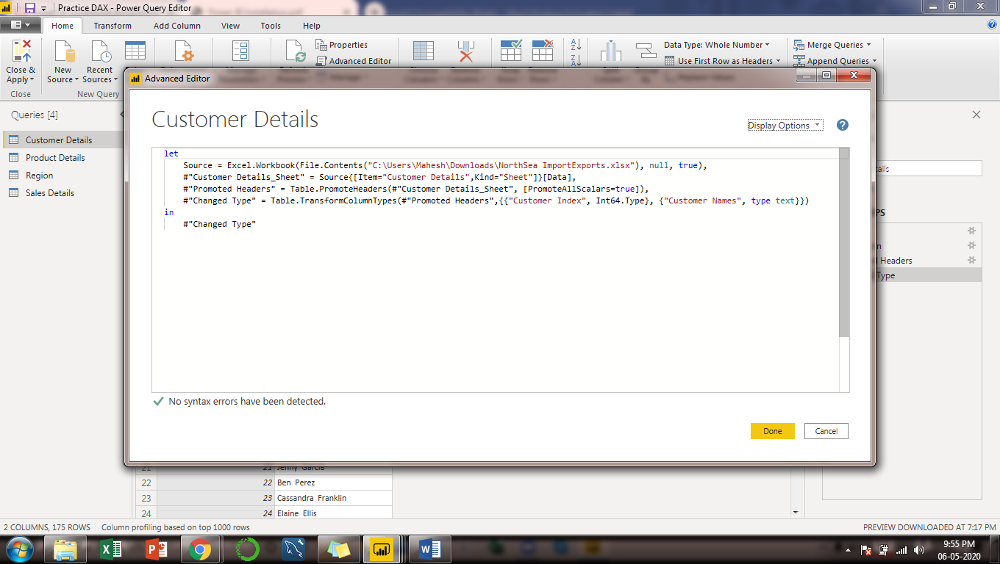 Practice DAX - Power Query Editor
Home Transform Add Column View Tools Help
Close & Apply
New Source
Recent Sources
Properties
Advanced Editor
Data Type: Whole Number
Use First Row as Headers
Merge Queries
Append Queries
Close
New Query
Queries [4]
Customer Details
Product Details
Region
Sales Details
Advanced Editor
Customer Details
Display Options
let
Source = Excel.Workbook(File.Contents("C:\Users\Mahesh\Downloads\NorthSea ImportExports.xlsx"), null, true),
#"Customer Details_Sheet" = Source{[Item="Customer Details",Kind="Sheet"]}[Data],
#"Promoted Headers" = Table.PromoteHeaders(#"Customer Details_Sheet", [PromoteAllScalars=true]),
#"Changed Type" = Table.TransformColumnTypes(#"Promoted Headers",{{"Customer Index", Int64.Type}, {"Customer Names", type text}})
in
#"Changed Type"
No syntax errors have been detected.
Done Cancel
Headers
Type
21 21 Jenny Garcia
22 22 Ben Perez
23 23 Cassandra Franklin
24 24 Elaine Ellis
2 COLUMNS, 175 ROWS Column profiling based on top 1000 rows
PREVIEW DOWNLOADED AT 7:17 PM
9:55 PM
06-05-2020